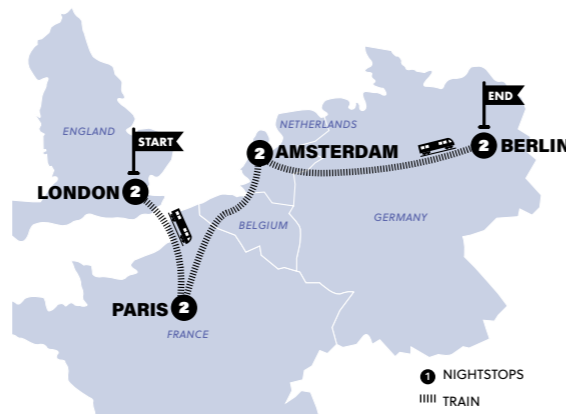 END
NETHERLANDS
ENGLAND
START
2 AMSTERDAM
2 BERLIN
LONDON 2
BELGIUM
GERMANY
PARIS 2
FRANCE
1 NIGHTSTOPS
TRAIN